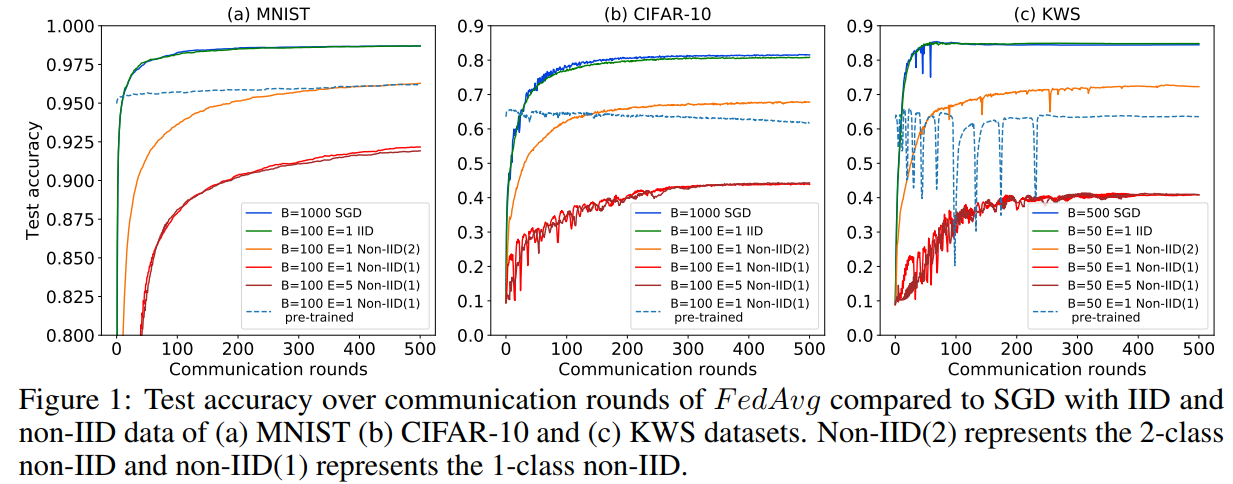 (a) MNIST
1.000
0.975
0.950
0.925
0.900
0.875
0.850
0.825
0.800
Test accuracy
0 100 200 300 400 500
Communication rounds
B=1000 SGD
B=100 E=1 IID
B=100 E=1 Non-IID(2)
B=100 E=1 Non-IID(1)
B=100 E=5 Non-IID(1)
B=100 E=1 Non-IID(1)
pre-trained
(b) CIFAR-10
0.9
0.8
0.7
0.6
0.5
0.4
0.3
0.2
0.1
0.0
0 100 200 300 400 500
Communication rounds
B=1000 SGD
B=100 E=1 IID
B=100 E=1 Non-IID(2)
B=100 E=1 Non-IID(1)
B=100 E=5 Non-IID(1)
B=100 E=1 Non-IID(1)
pre-trained
(c) KWS
0.9
0.8
0.7
0.6
0.5
0.4
0.3
0.2
0.1
0.0
0 100 200 300 400 500
Communication rounds
B=500 SGD
B=50 E=1 IID
B=50 E=1 Non-IID(2)
B=50 E=1 Non-IID(1)
B=50 E=5 Non-IID(1)
B=50 E=1 Non-IID(1)
pre-trained
Figure 1: Test accuracy over communication rounds of FedAvg compared to SGD with IID and
non-IID data of (a) MNIST (b) CIFAR-10 and (c) KWS datasets. Non-IID(2) represents the 2-class
non-IID and non-IID(1) represents the 1-class non-IID.